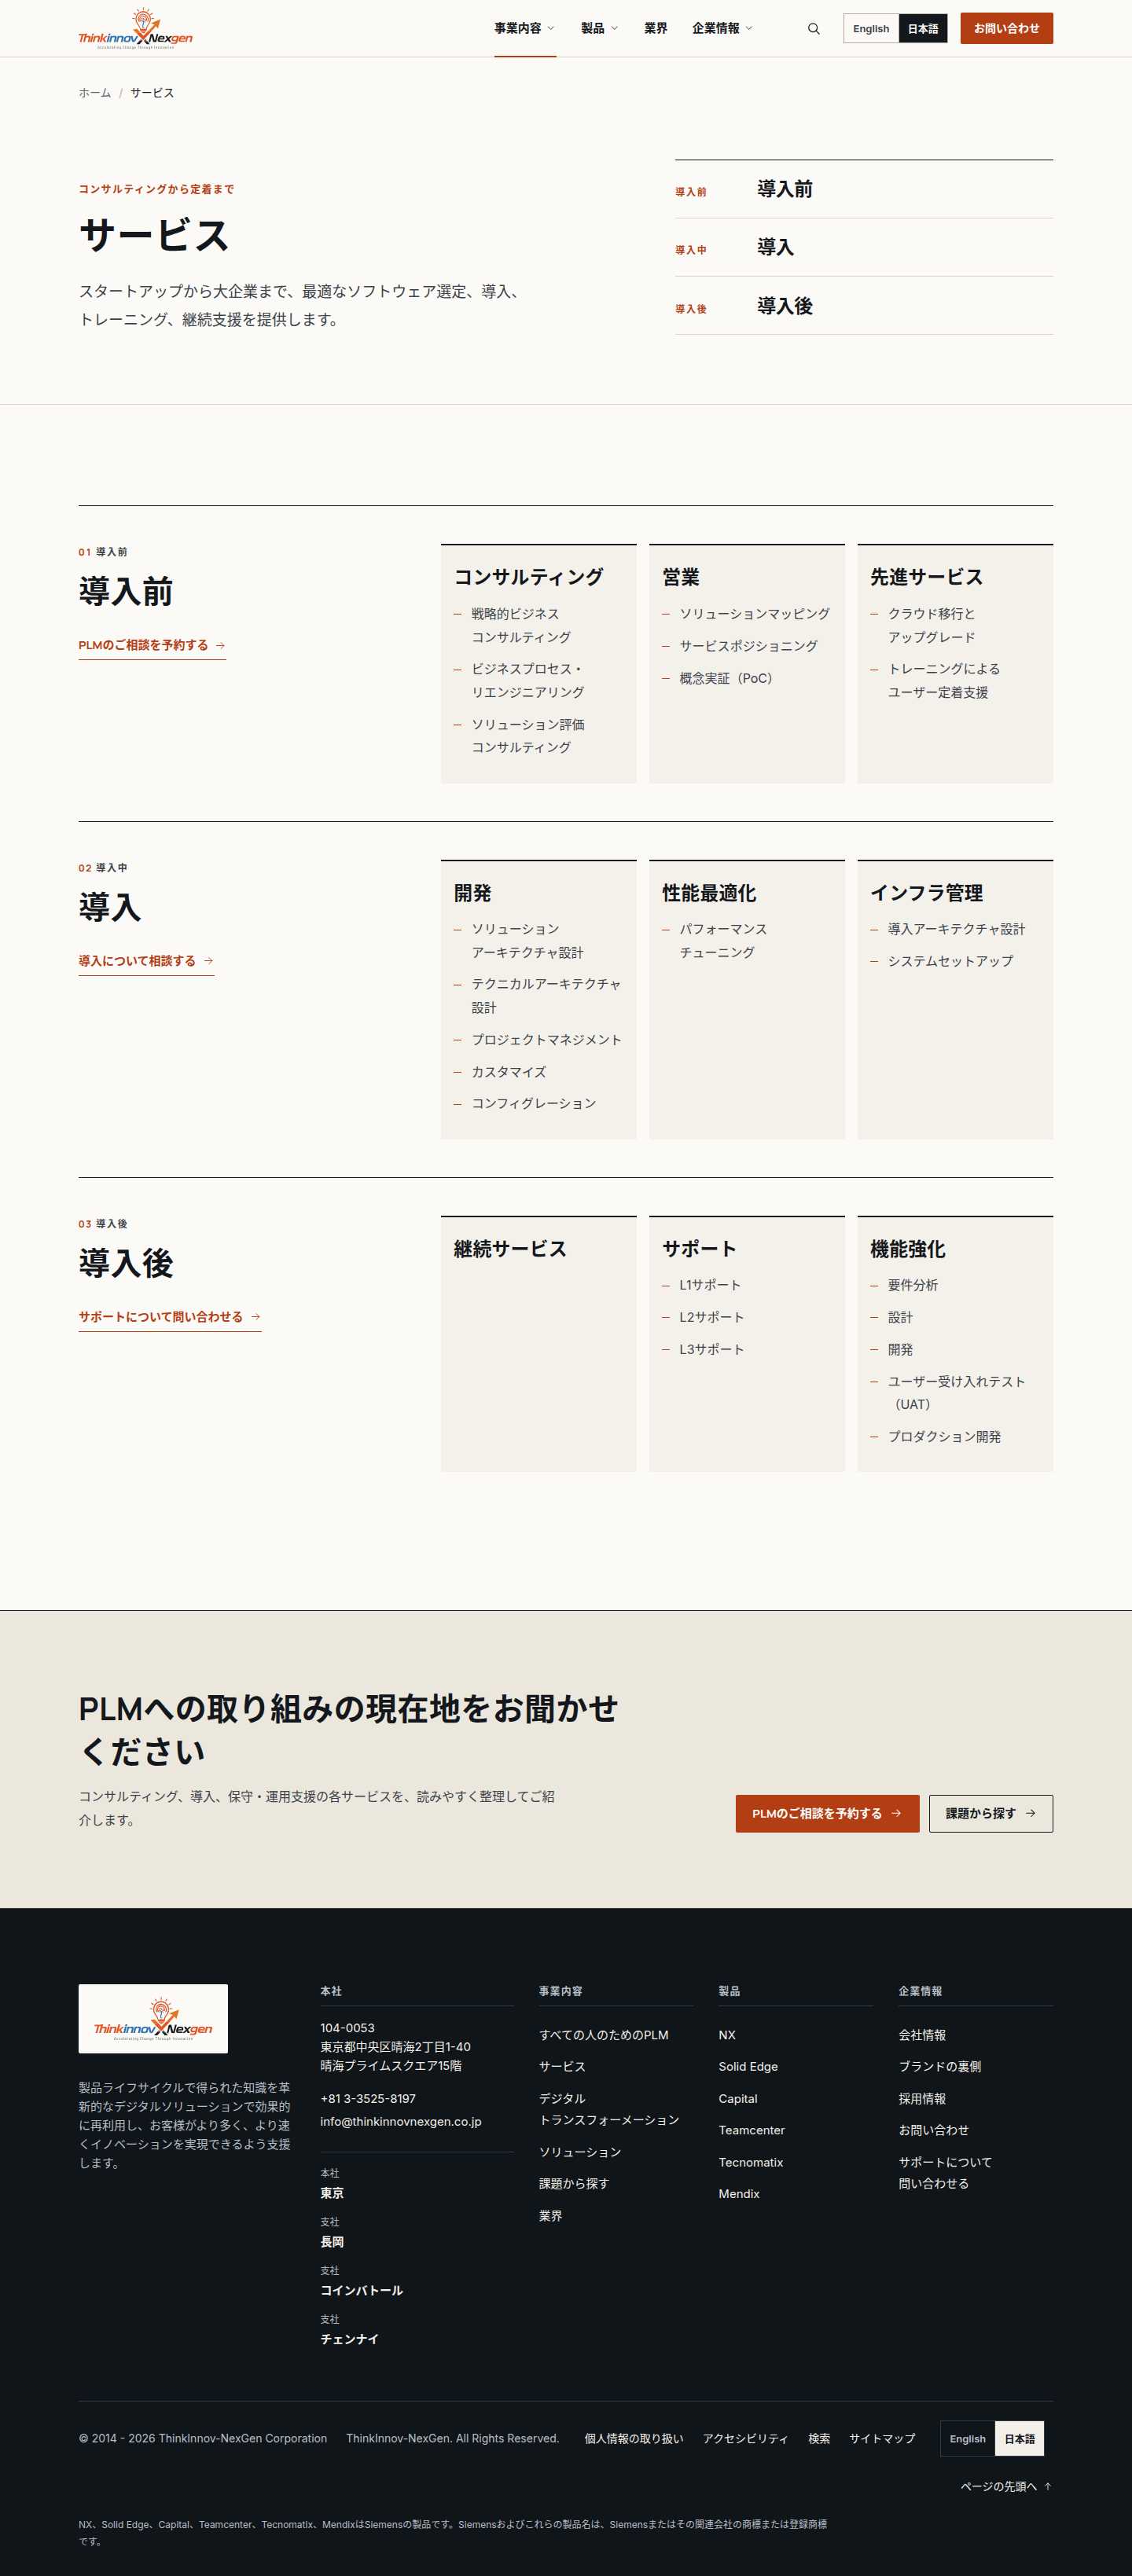 ThinkinnovXNexgen
Accelerating Change Through Innovation
事業内容
製品
業界
企業情報
English
日本語
お問い合わせ
ホーム / サービス
コンサルティングから定着まで
サービス
スタートアップから大企業まで、最適なソフトウェア選定、導入、
トレーニング、継続支援を提供します。
導入前 導入前
導入中 導入
導入後 導入後
01 導入前
導入前
PLMのご相談を予約する →
コンサルティング
戦略的ビジネス
コンサルティング
ビジネスプロセス・
リエンジニアリング
ソリューション評価
コンサルティング
営業
ソリューションマッピング
サービスポジショニング
概念実証（PoC）
先進サービス
クラウド移行と
アップグレード
トレーニングによる
ユーザー定着支援
02 導入中
導入
導入について相談する →
開発
ソリューション
アーキテクチャ設計
テクニカルアーキテクチャ
設計
プロジェクトマネジメント
カスタマイズ
コンフィグレーション
性能最適化
パフォーマンス
チューニング
インフラ管理
導入アーキテクチャ設計
システムセットアップ
03 導入後
導入後
サポートについて問い合わせる →
継続サービス
サポート
L1サポート
L2サポート
L3サポート
機能強化
要件分析
設計
開発
ユーザー受け入れテスト
（UAT）
プロダクション開発
PLMへの取り組みの現在地をお聞かせ
ください
コンサルティング、導入、保守・運用支援の各サービスを、読みやすく整理してご紹
介します。
PLMのご相談を予約する →
課題から探す →
ThinkinnovXNexgen
Accelerating Change Through Innovation
製品ライフサイクルで得られた知識を革
新的なデジタルソリューションで効果的
に再利用し、お客様がより多く、より速
くイノベーションを実現できるよう支援
します。
本社
104-0053
東京都中央区晴海2丁目1-40
晴海プライムスクエア15階
+81 3-3525-8197
info@thinkinnovnexgen.co.jp
本社
東京
支社
長岡
支社
コインバトール
支社
チェンナイ
事業内容
すべての人のためのPLM
サービス
デジタル
トランスフォーメーション
ソリューション
課題から探す
業界
製品
NX
Solid Edge
Capital
Teamcenter
Tecnomatix
Mendix
企業情報
会社情報
ブランドの裏側
採用情報
お問い合わせ
サポートについて
問い合わせる
© 2014 - 2026 ThinkInnov-NexGen Corporation
ThinkInnov-NexGen. All Rights Reserved.
個人情報の取り扱い
アクセシビリティ
検索
サイトマップ
English
日本語
ページの先頭へ ↑
NX、Solid Edge、Capital、Teamcenter、Tecnomatix、MendixはSiemensの製品です。Siemensおよびこれらの製品名は、Siemensまたはその関連会社の商標または登録商標
です。